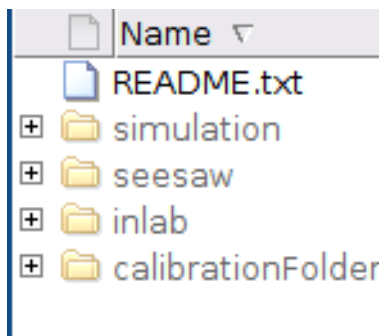 Name
README.txt
simulation
seesaw
inlab
calibrationFolder